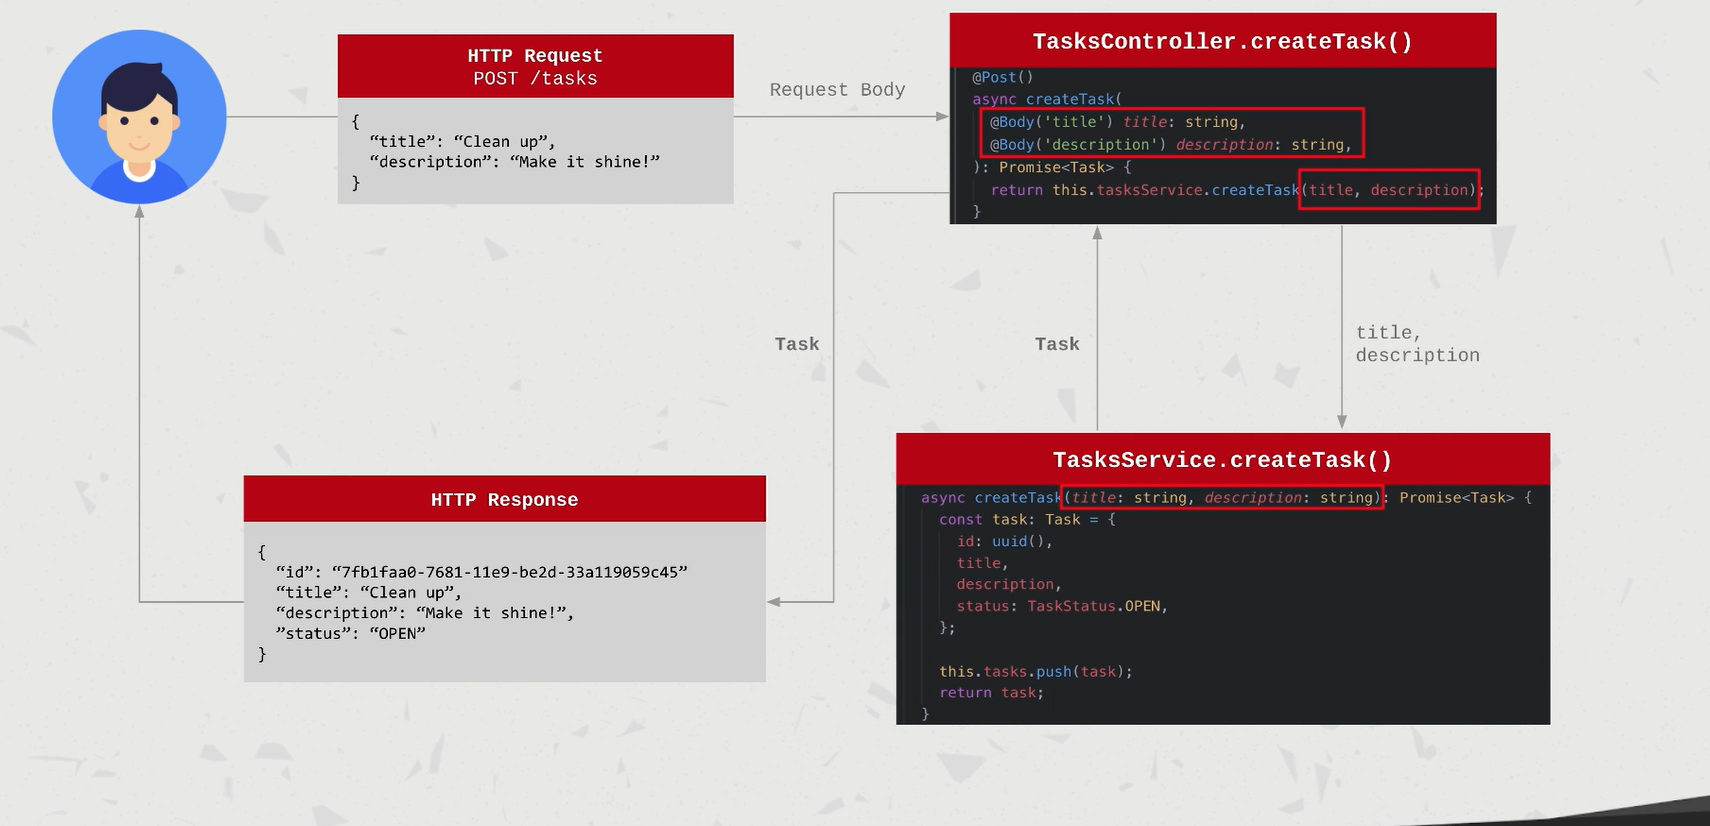 HTTP Request
POST /tasks
{
“title”: “Clean up”,
“description”: “Make it shine!”
}
Request Body
TasksController.createTask()
@Post()
async createTask(
@Body('title') title: string,
@Body('description') description: string,
): Promise<Task> {
return this.tasksService.createTask(title, description);
}
Task
Task
title,
description
TasksService.createTask()
async createTask(title: string, description: string): Promise<Task> {
const task: Task = {
id: uuid(),
title,
description,
status: TaskStatus.OPEN,
};
this.tasks.push(task);
return task;
}
HTTP Response
{
“id”: “7fb1faa0-7681-11e9-be2d-33a119059c45”
“title”: “Clean up”,
“description”: “Make it shine!”,
”status”: “OPEN”
}